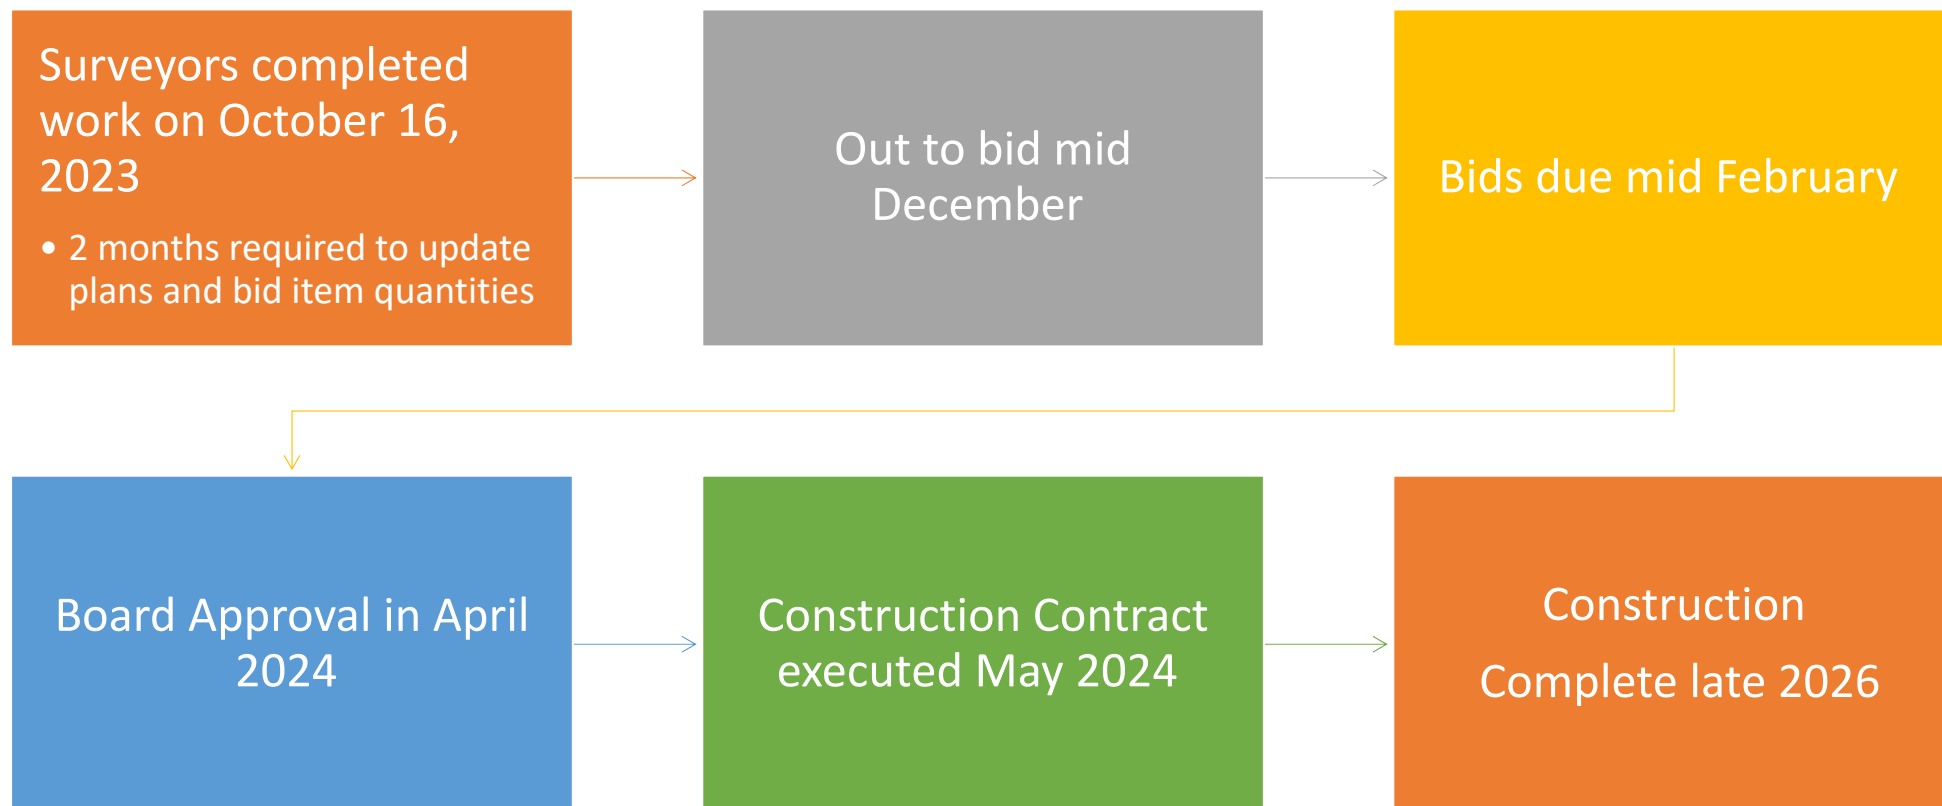 Surveyors completed
work on October 16,
2023
• 2 months required to update
plans and bid item quantities
Out to bid mid
December
Bids due mid February
Board Approval in April
2024
Construction Contract
executed May 2024
Construction
Complete late 2026